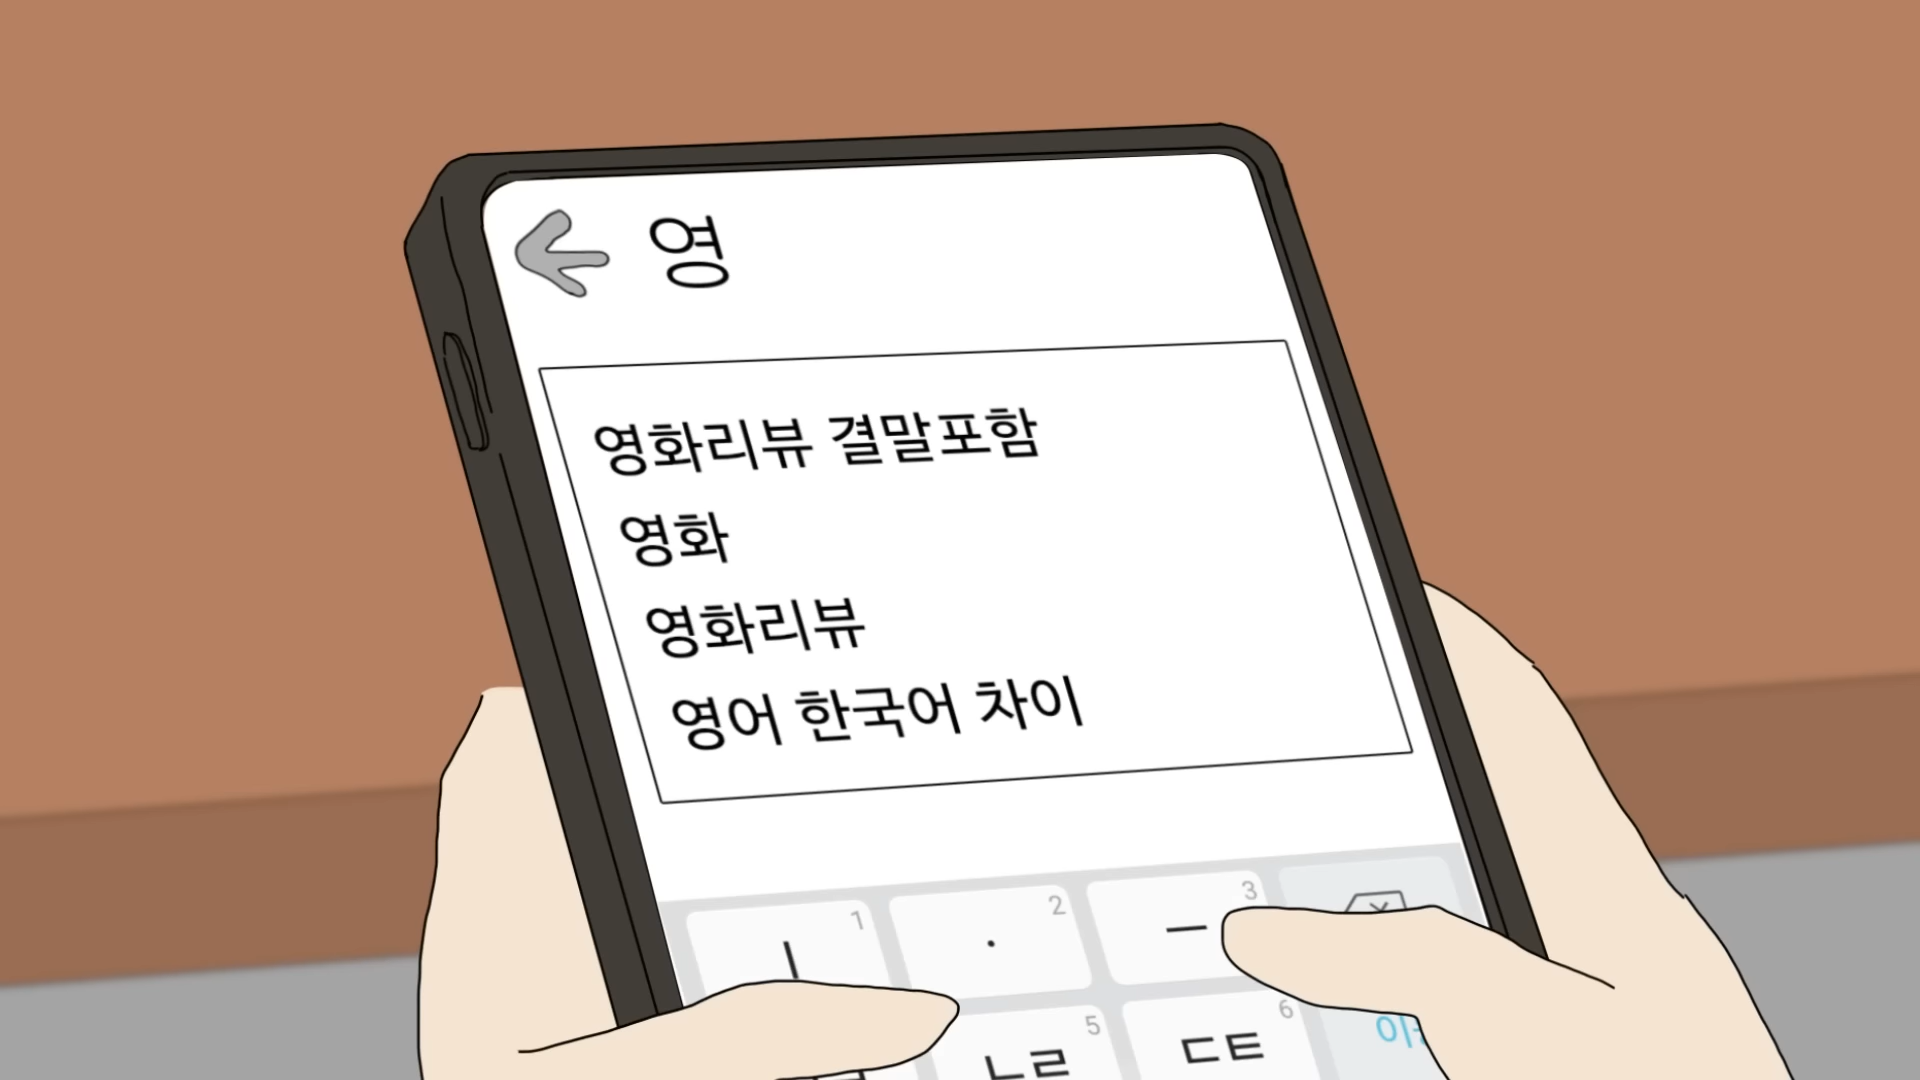 영
영화리뷰 결말포함
영화
영화리뷰
영어 한국어 차이
1 2 3
ㅣ · ㅡ
5 6
ㄴㄹ ㄷㅌ